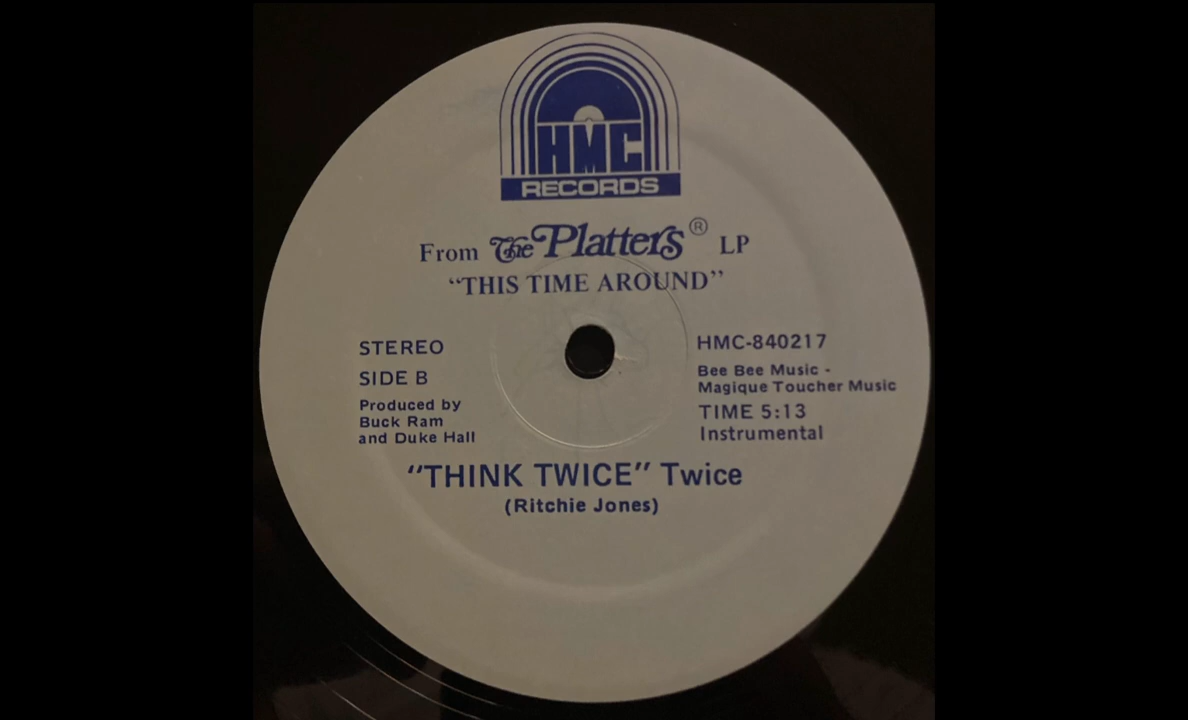 HMC
RECORDS
From The Platters® LP
“THIS TIME AROUND”
STEREO
SIDE B
Produced by
Buck Ram
and Duke Hall
HMC-840217
Bee Bee Music -
Magique Toucher Music
TIME 5:13
Instrumental
“THINK TWICE” Twice
(Ritchie Jones)